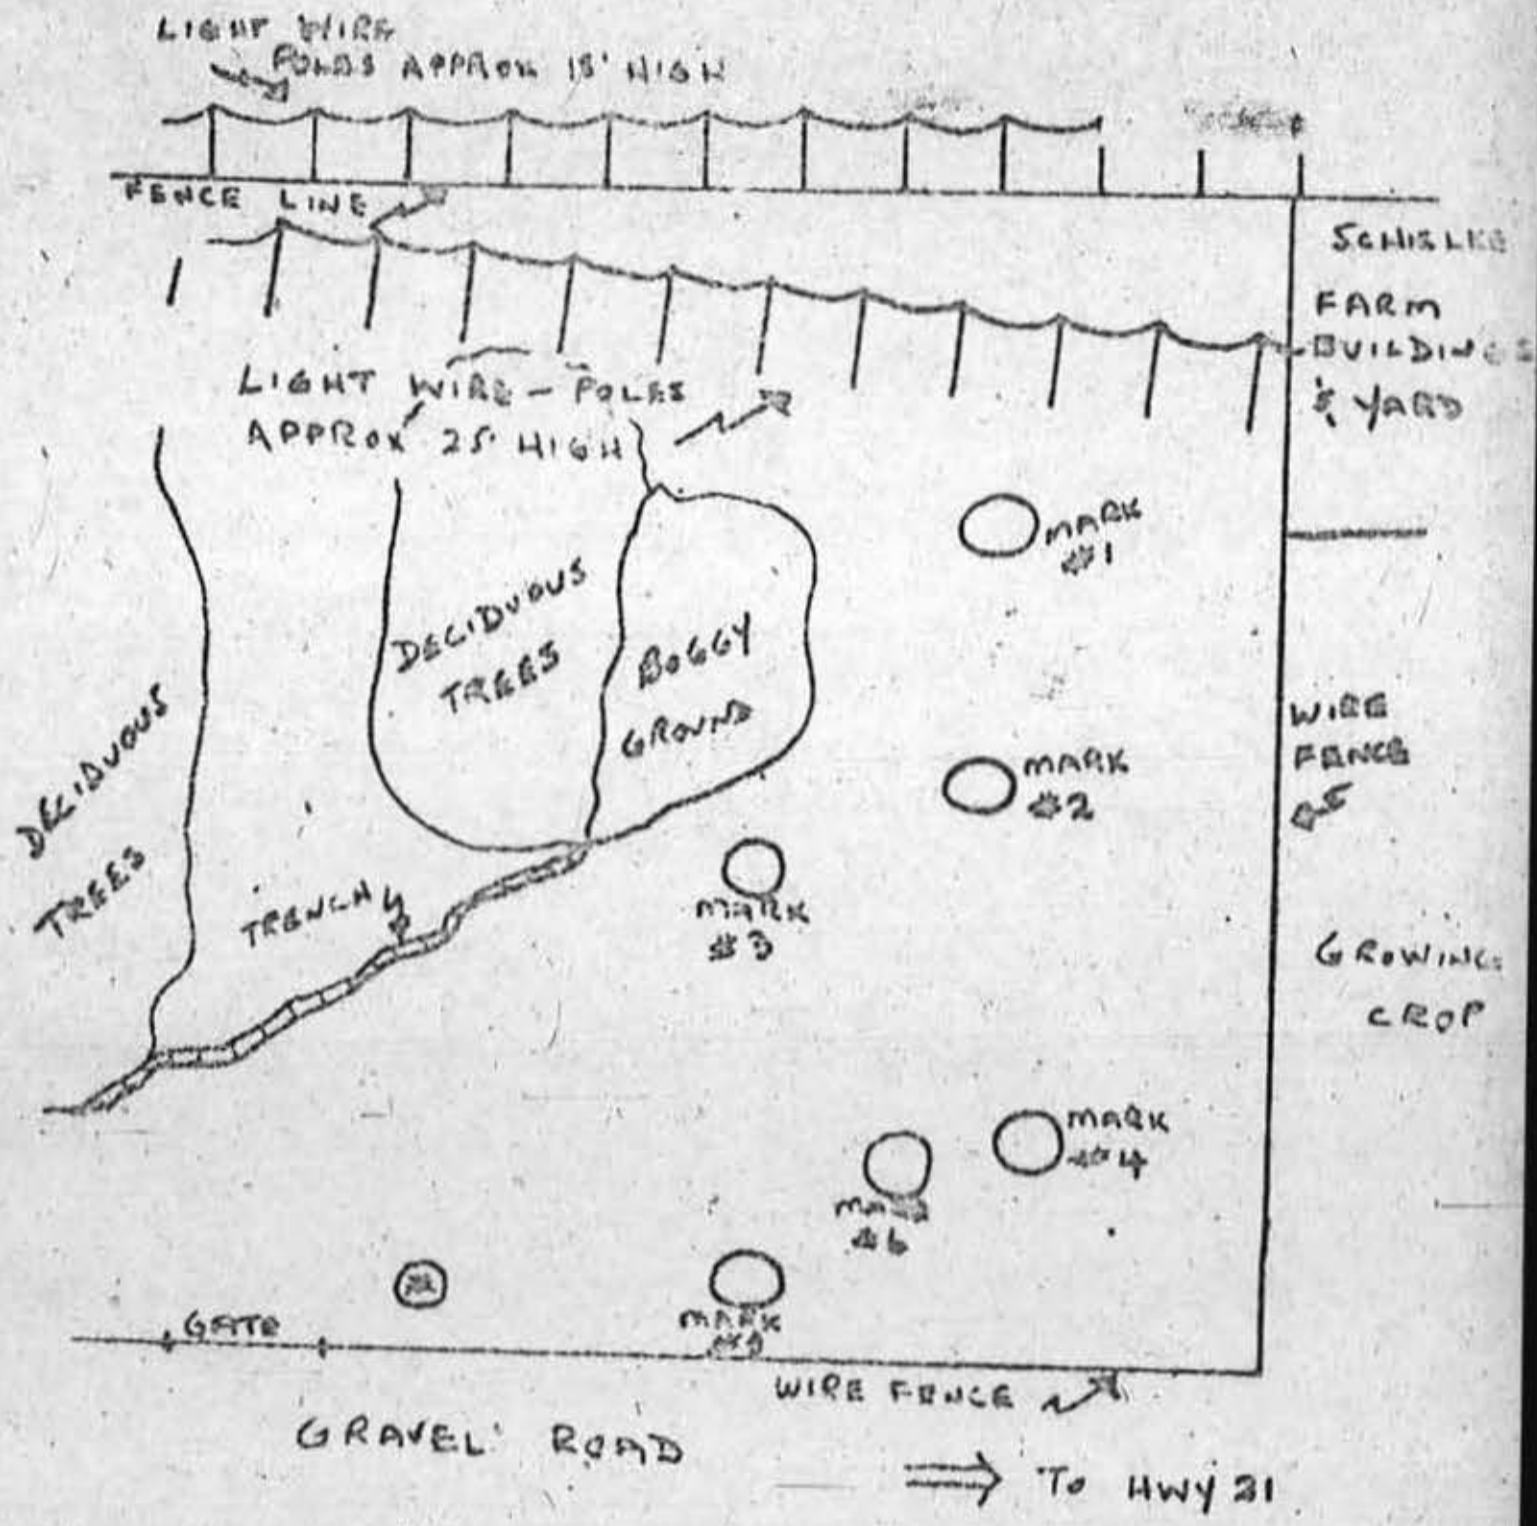 LIGHT WIRE
POLES APPROX 15' HIGH
FENCE LINE
SCHIELKE
FARM
BUILDINGS
& YARD
LIGHT WIRE - POLES
APPROX 25' HIGH
MARK
#1
DECIDUOUS
TREES
BOGGY
GROUND
WIRE
FENCE
DECIDUOUS
TREES
MARK
#2
MARK
#3
TRENCH
GROWING
CROP
MARK
#4
MARK
#6
GATE
MARK
WIRE FENCE
GRAVEL ROAD
TO HWY 21